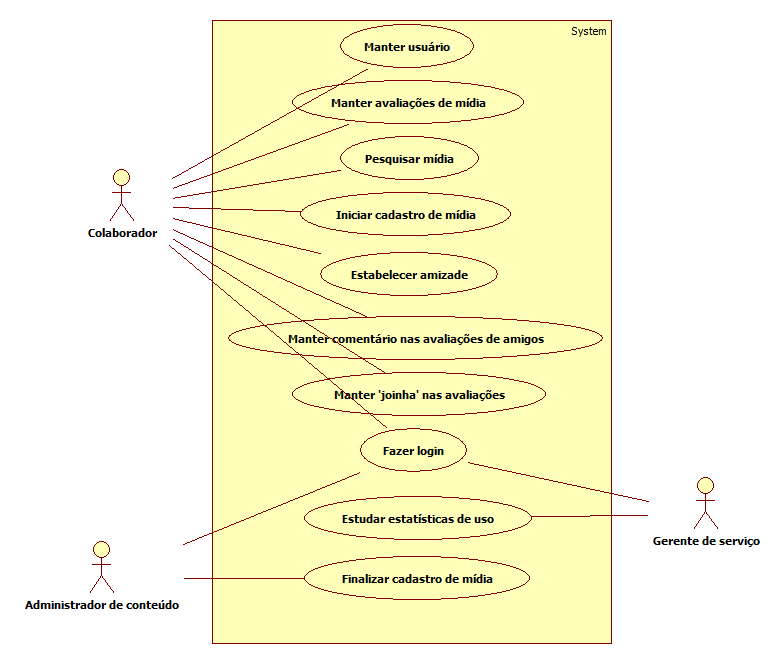 System
Manter usuário
Manter avaliações de mídia
Pesquisar mídia
Iniciar cadastro de mídia
Colaborador
Estabelecer amizade
Manter comentário nas avaliações de amigos
Manter 'joinha' nas avaliações
Fazer login
Estudar estatísticas de uso
Gerente de serviço
Finalizar cadastro de mídia
Administrador de conteúdo